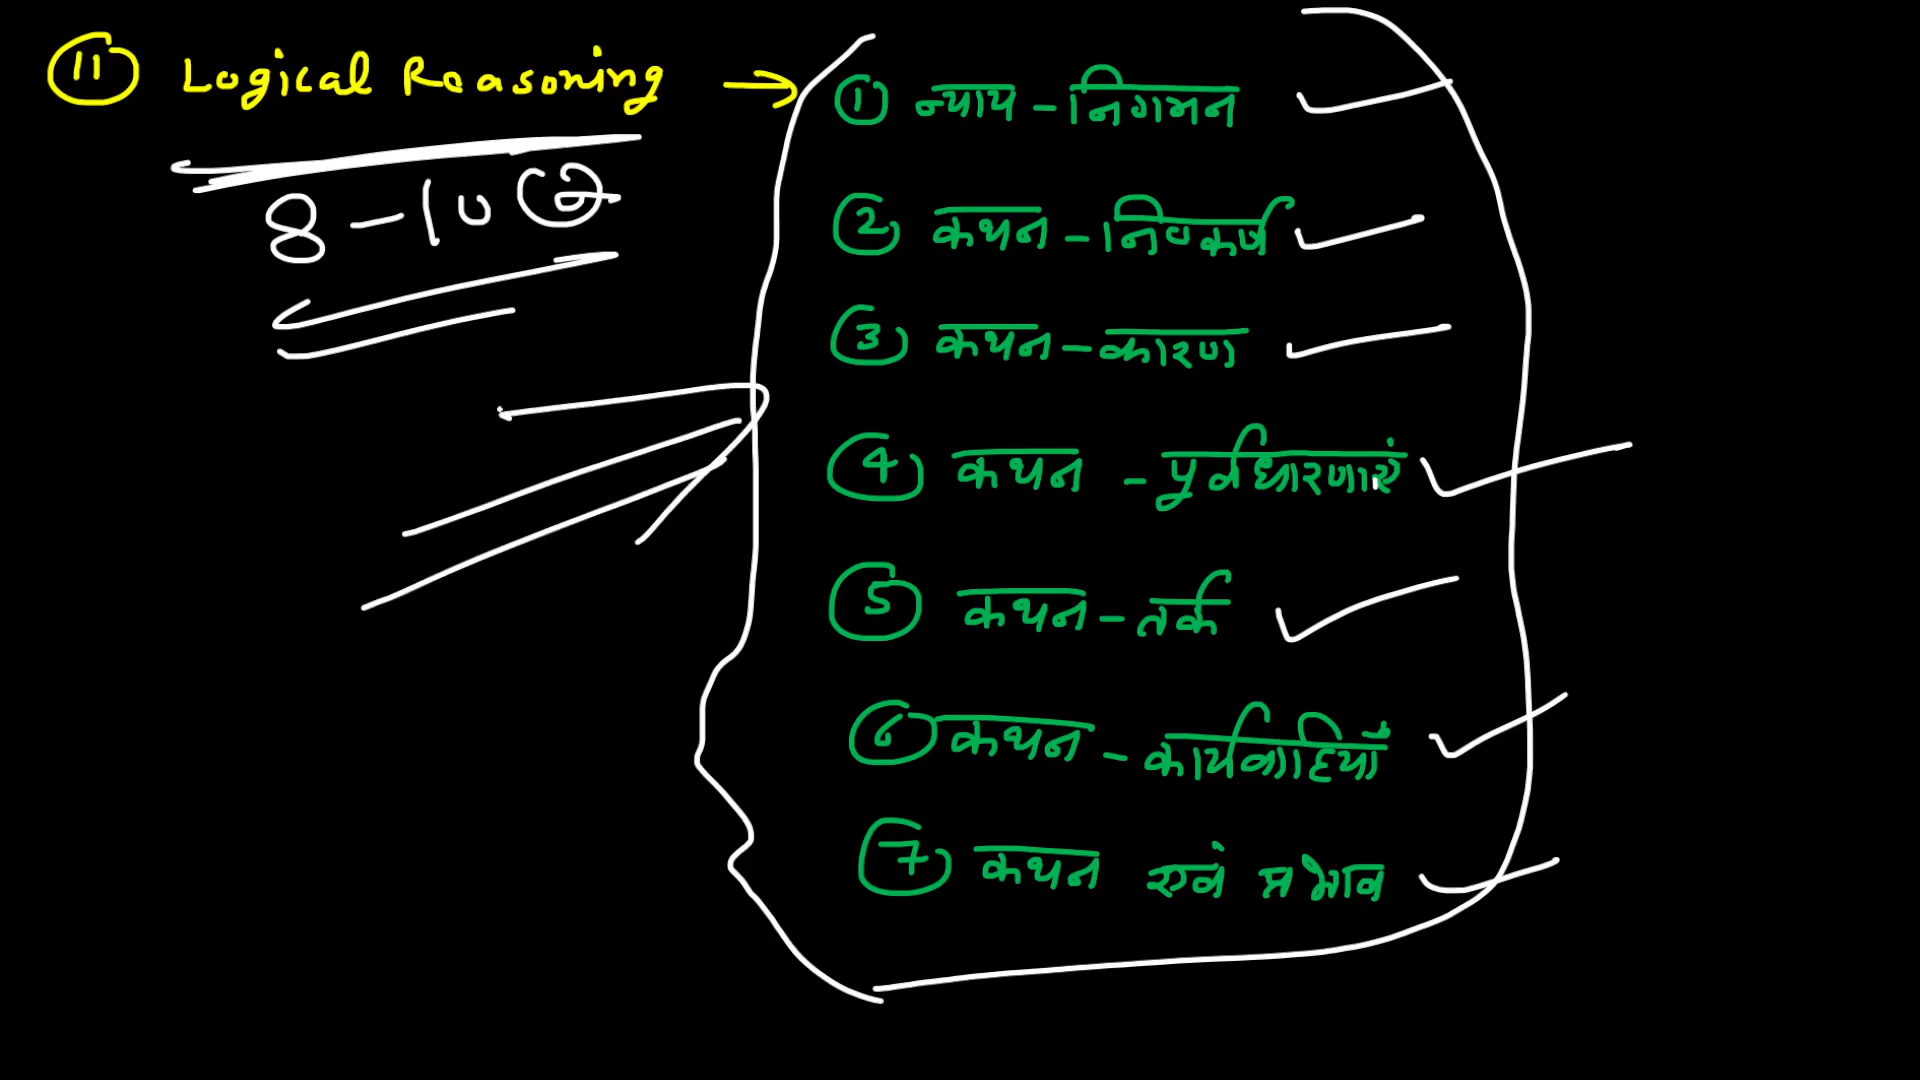 11 Logical Reasoning →
8-10 Q
1 न्याय - निगमन
2 कथन - निष्कर्ष
3 कथन - कारण
4 कथन - पुर्वधारणाएं
5 कथन - तर्क
6 कथन - कार्यवाहियाँ
7 कथन एवं प्रभाव